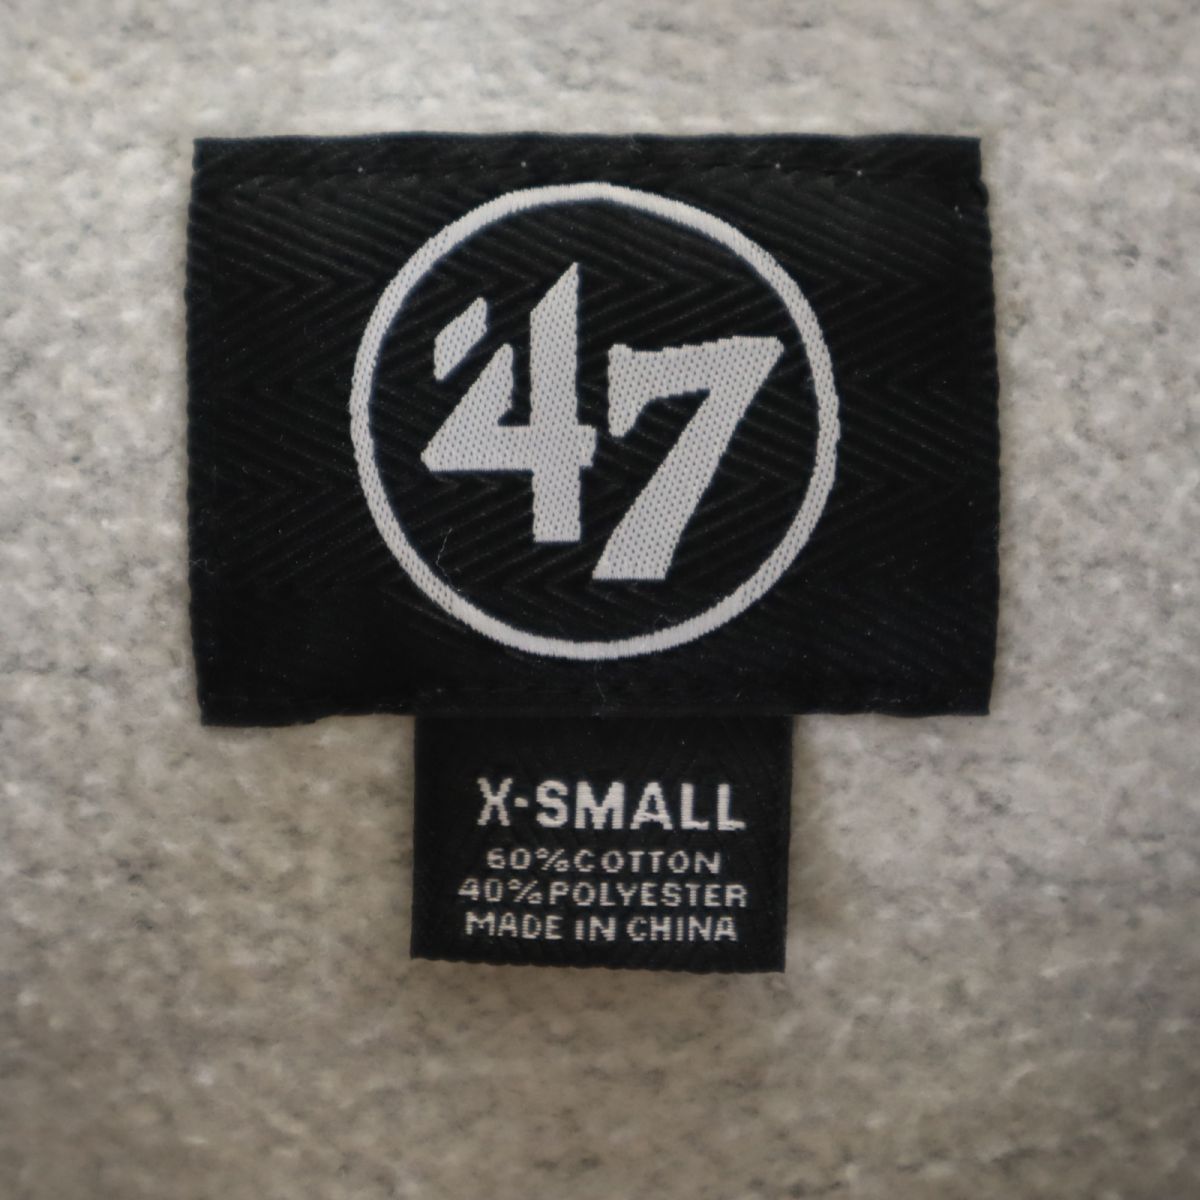 '47
X-SMALL
60%COTTON
40%POLYESTER
MADE IN CHINA